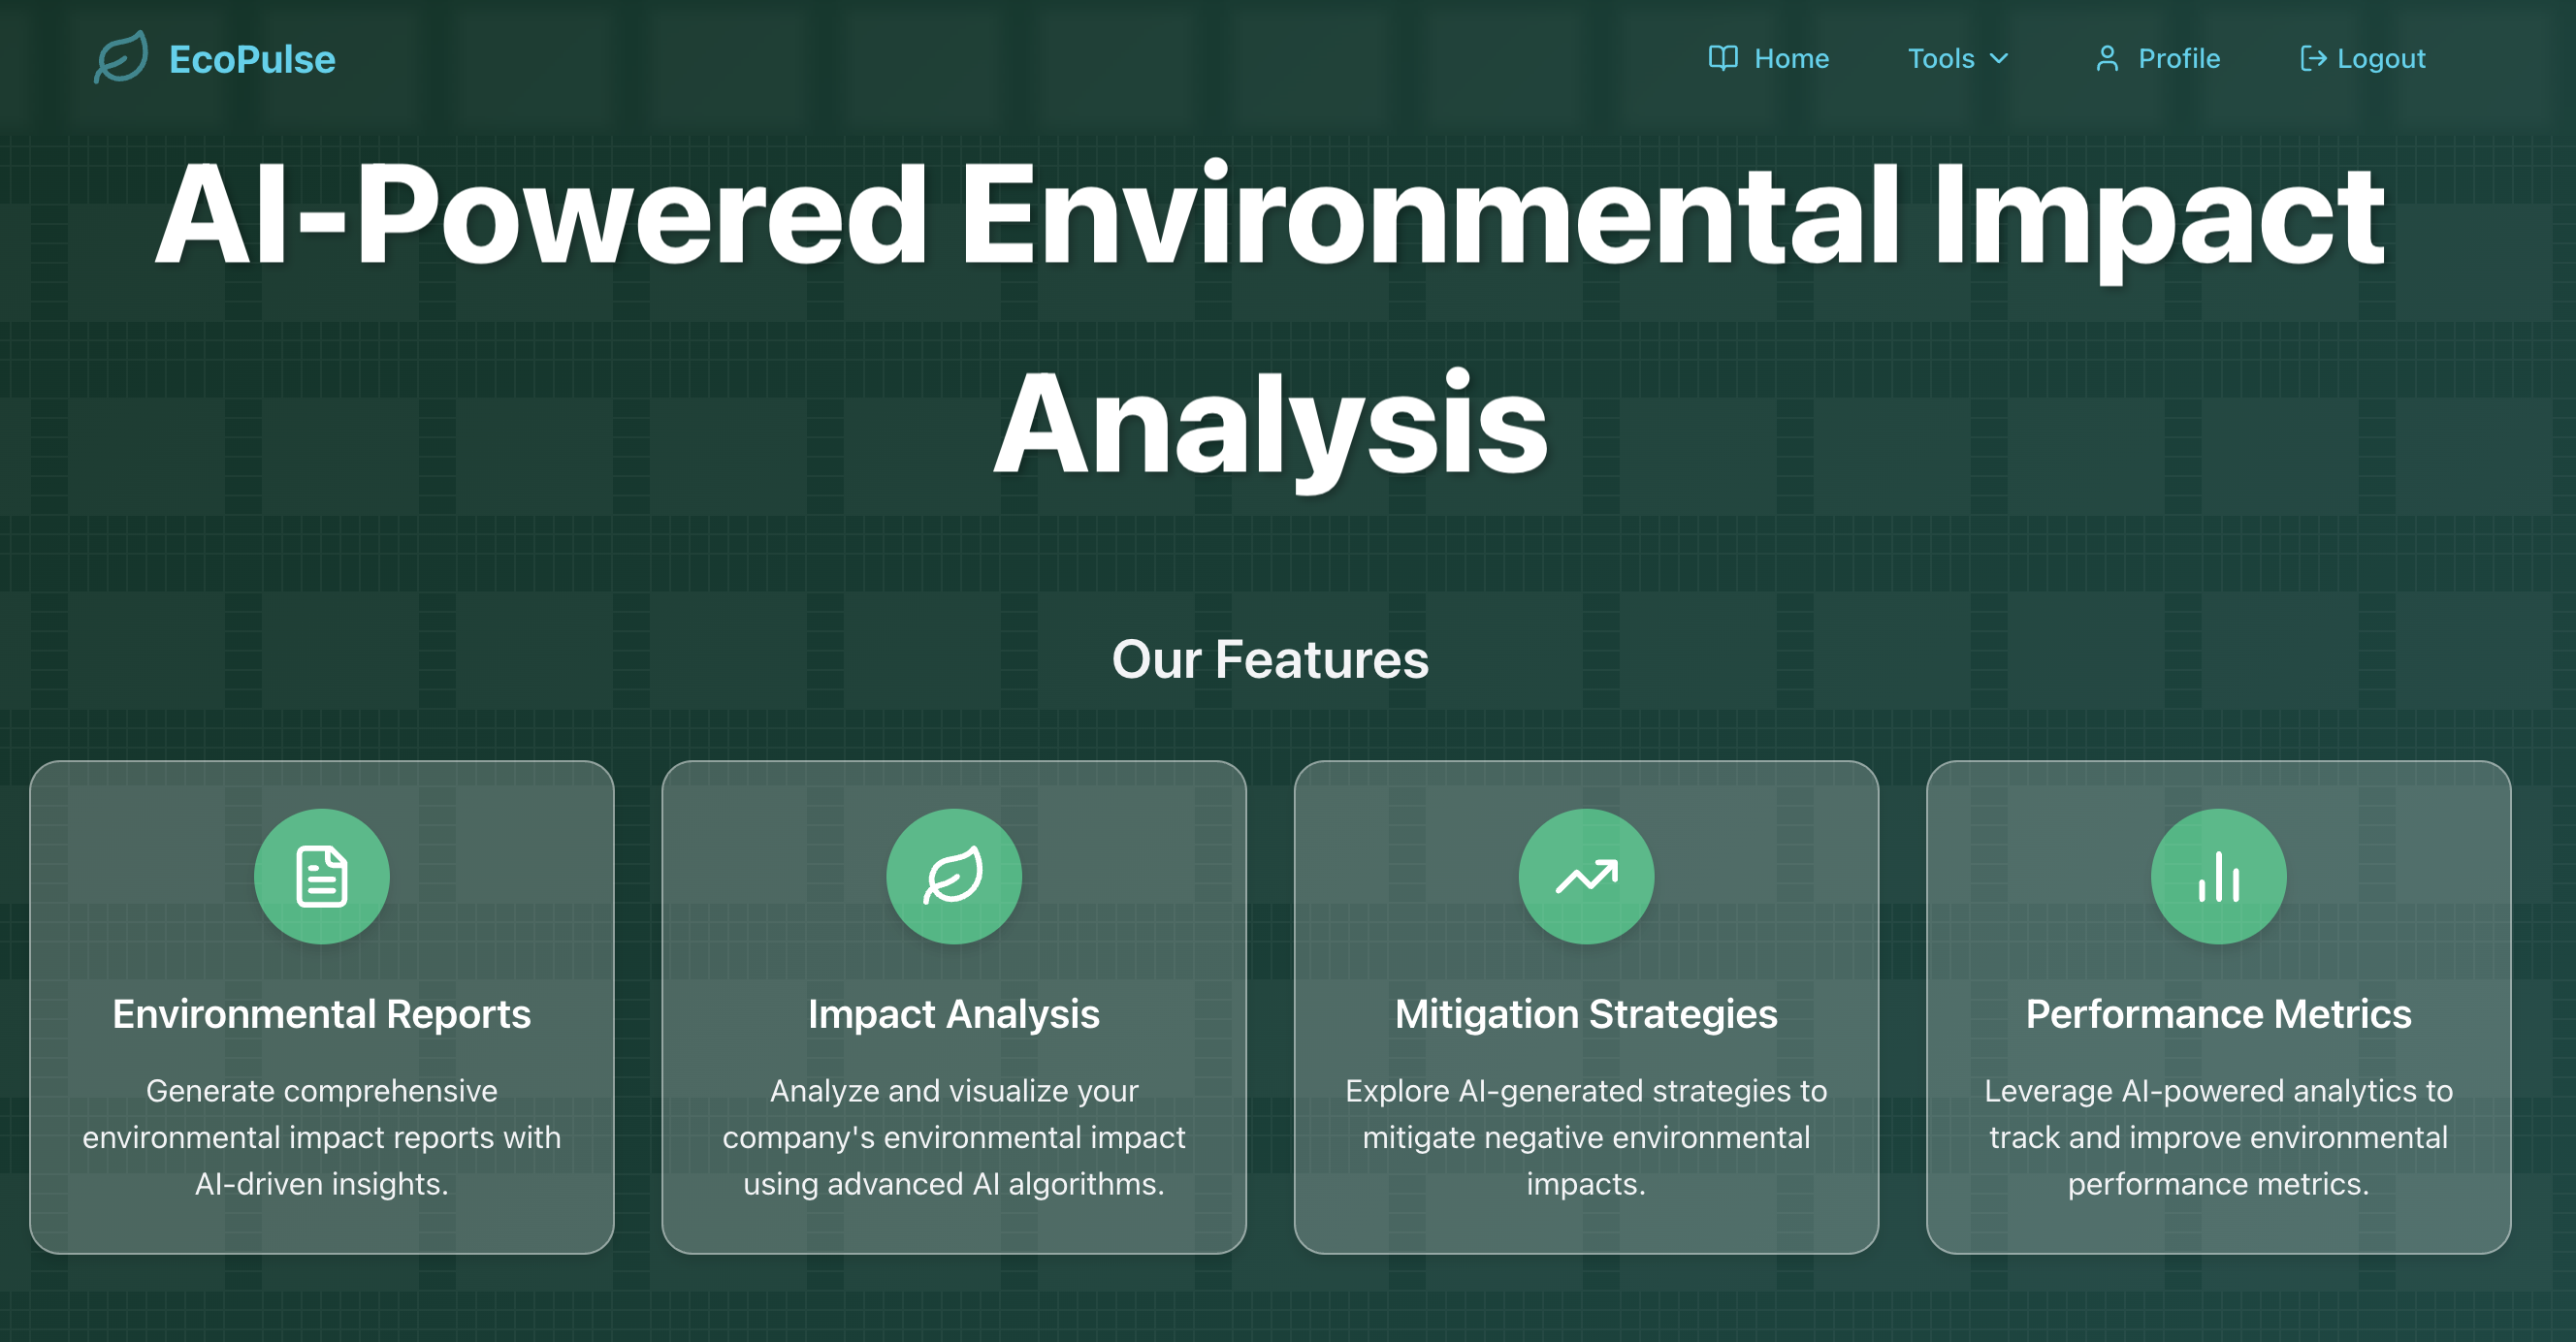 EcoPulse
Home
Tools
Profile
Logout
AI-Powered Environmental Impact
Analysis
Our Features
Environmental Reports
Generate comprehensive
environmental impact reports with
AI-driven insights.
Impact Analysis
Analyze and visualize your
company's environmental impact
using advanced AI algorithms.
Mitigation Strategies
Explore AI-generated strategies to
mitigate negative environmental
impacts.
Performance Metrics
Leverage AI-powered analytics to
track and improve environmental
performance metrics.